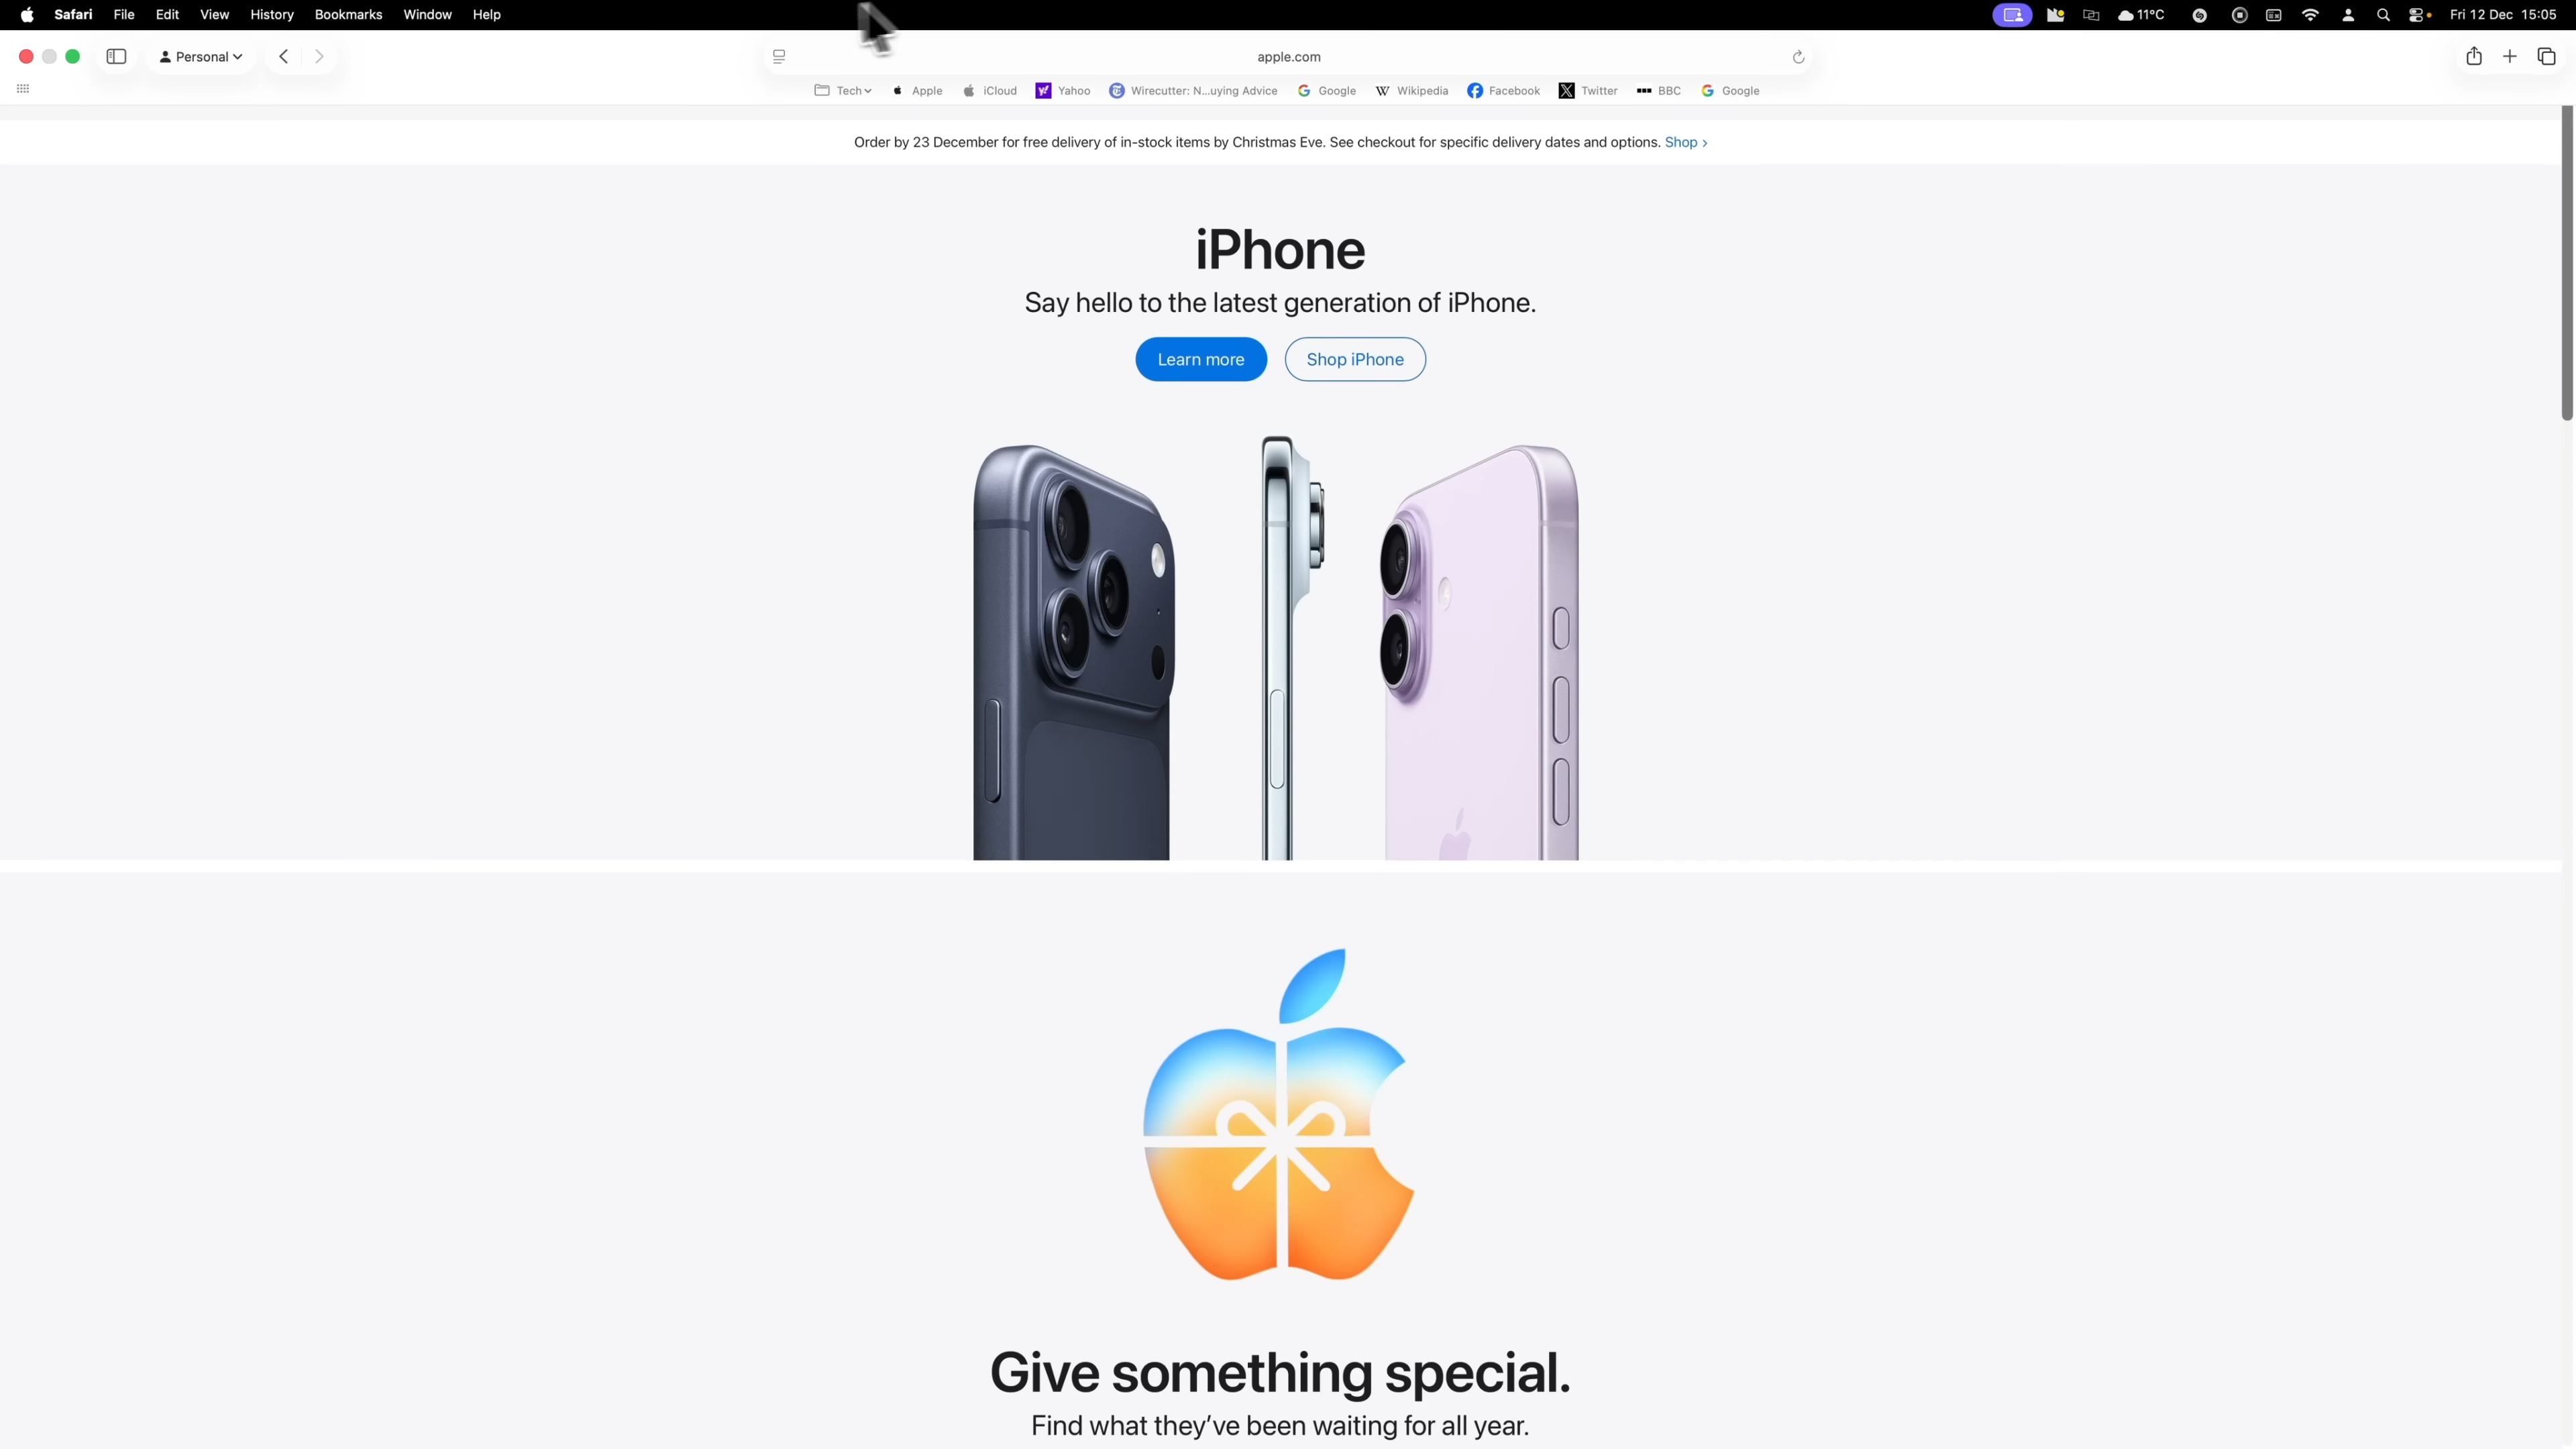 Safari File Edit View History Bookmarks Window Help 11°C Fri 12 Dec 15:05
Personal apple.com
Tech Apple iCloud Yahoo Wirecutter: N...uying Advice Google Wikipedia Facebook Twitter BBC Google
Order by 23 December for free delivery of in-stock items by Christmas Eve. See checkout for specific delivery dates and options. Shop >
iPhone
Say hello to the latest generation of iPhone.
Learn more Shop iPhone
Give something special.
Find what they’ve been waiting for all year.